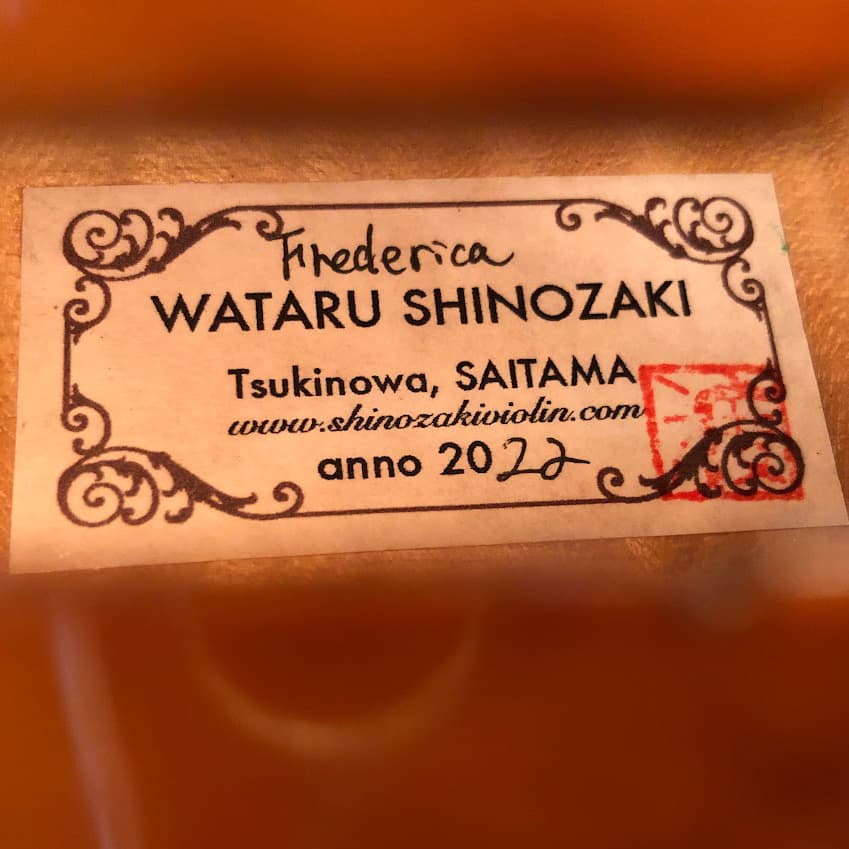 Frederica
WATARU SHINOZAKI
Tsukinowa, SAITAMA
www.shinozakiviolin.com
anno 2022